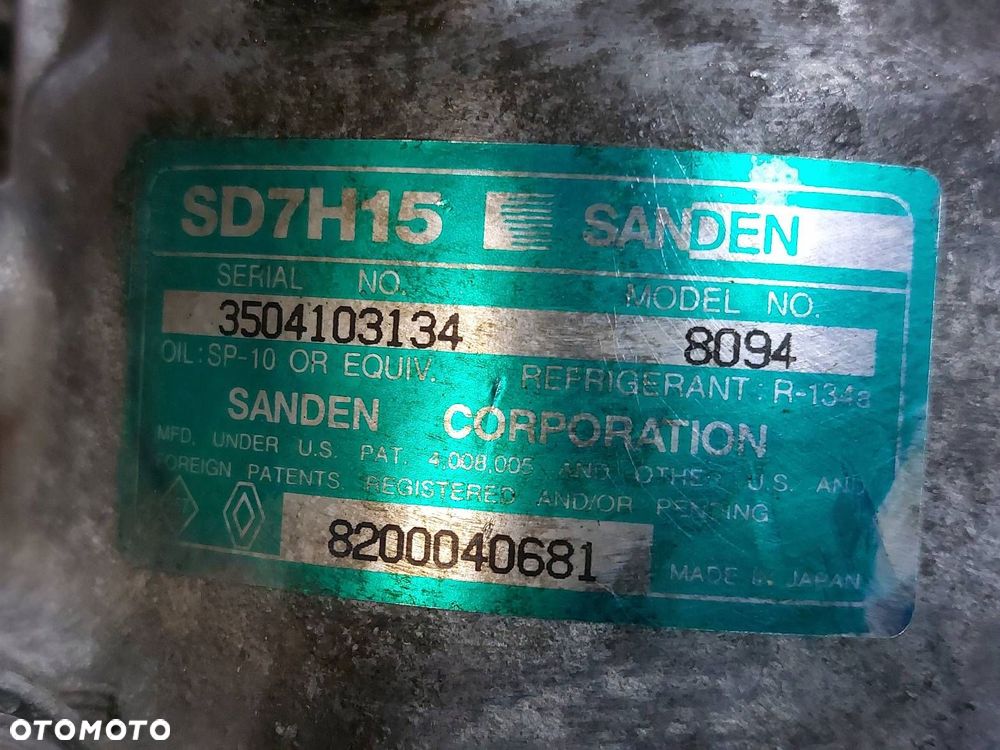 SD7H15 SANDEN
SERIAL NO. MODEL NO.
3504103134 8094
OIL: SP-10 OR EQUIV. REFRIGERANT: R-134a
SANDEN CORPORATION
MFD. UNDER U.S. PAT. 4,008,005 AND OTHER U.S. AND
FOREIGN PATENTS, REGISTERED AND/OR PENDING
8200040681
MADE IN JAPAN
OTOMOTO